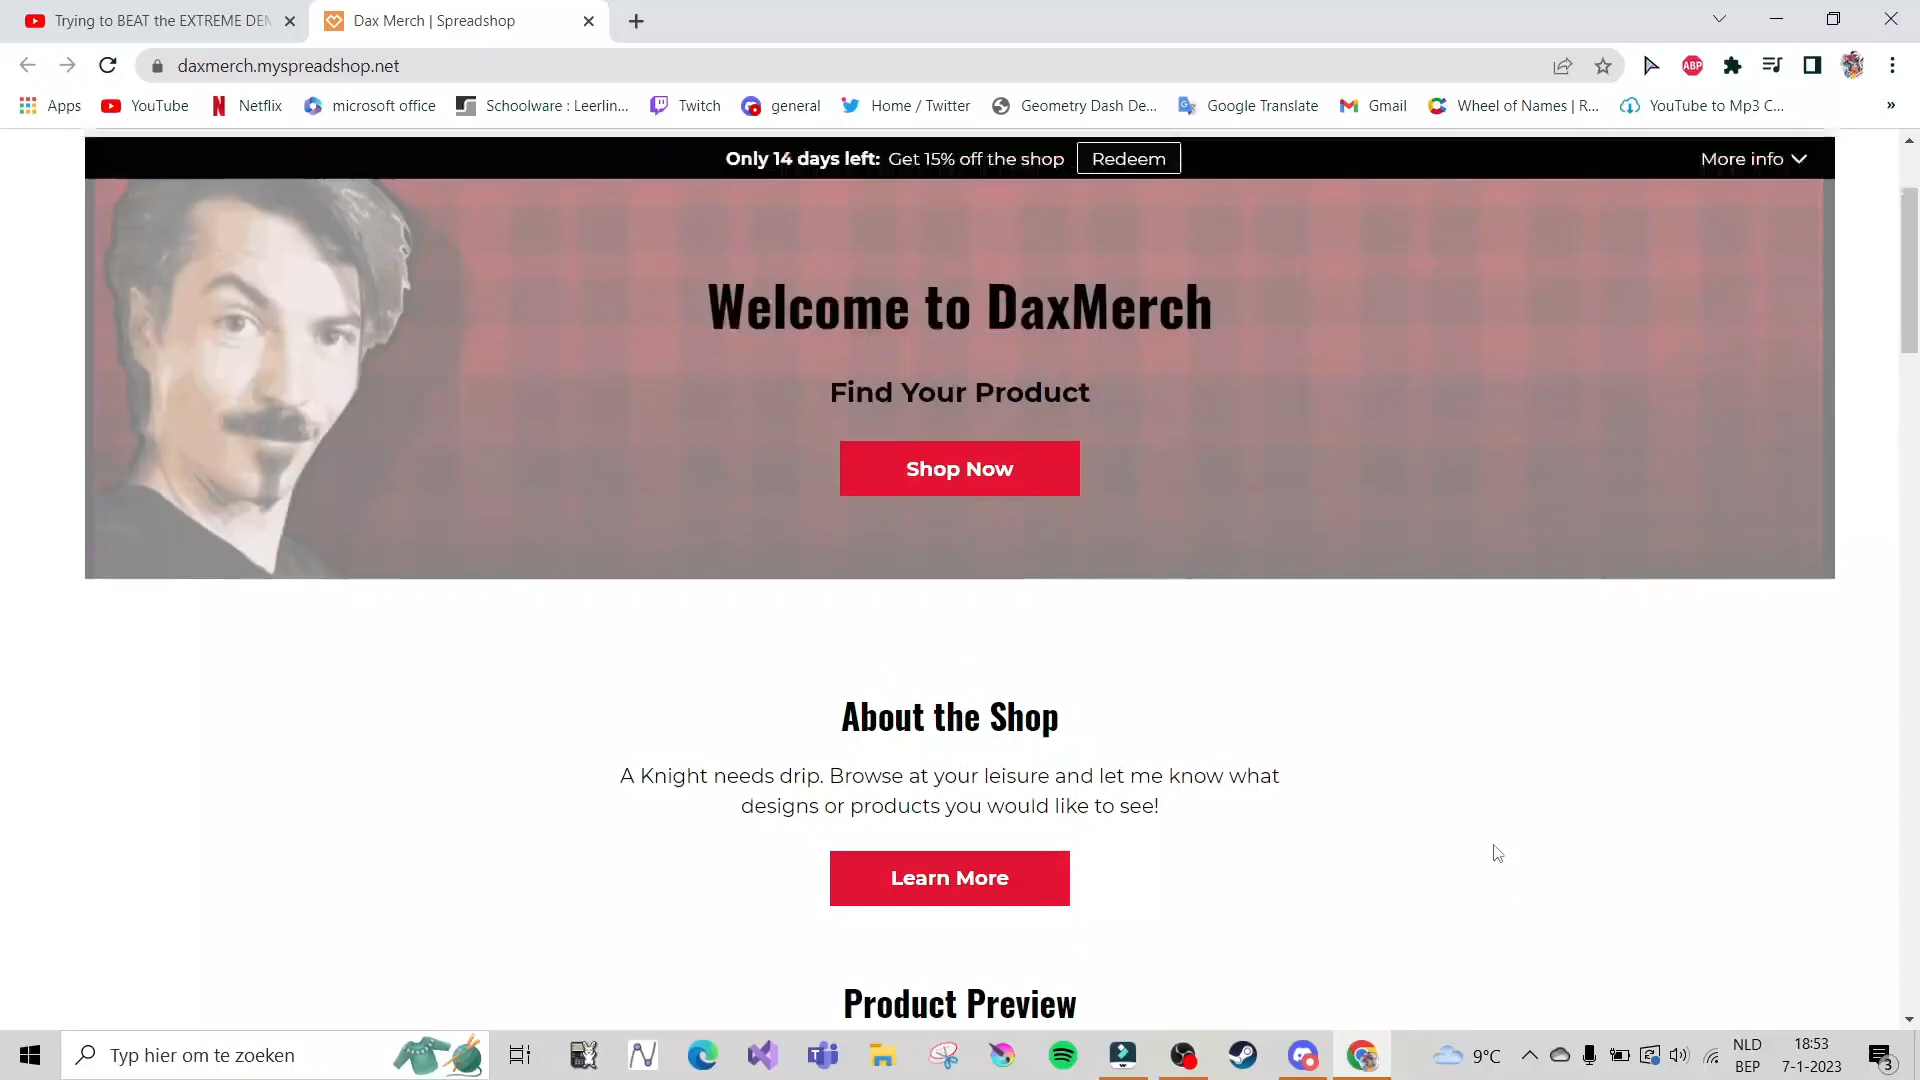 Trying to BEAT the EXTREME DEM
Dax Merch | Spreadshop
daxmerch.myspreadshop.net
ABP
Apps
YouTube
Netflix
microsoft office
Schoolware : Leerlin...
Twitch
general
Home / Twitter
Geometry Dash De...
Google Translate
Gmail
Wheel of Names | R...
YouTube to Mp3 C...
»
Only 14 days left: Get 15% off the shop
Redeem
More info
Welcome to DaxMerch
Find Your Product
Shop Now
About the Shop
A Knight needs drip. Browse at your leisure and let me know what
designs or products you would like to see!
Learn More
Product Preview
Typ hier om te zoeken
9°C
NLD
BEP
18:53
7-1-2023
3